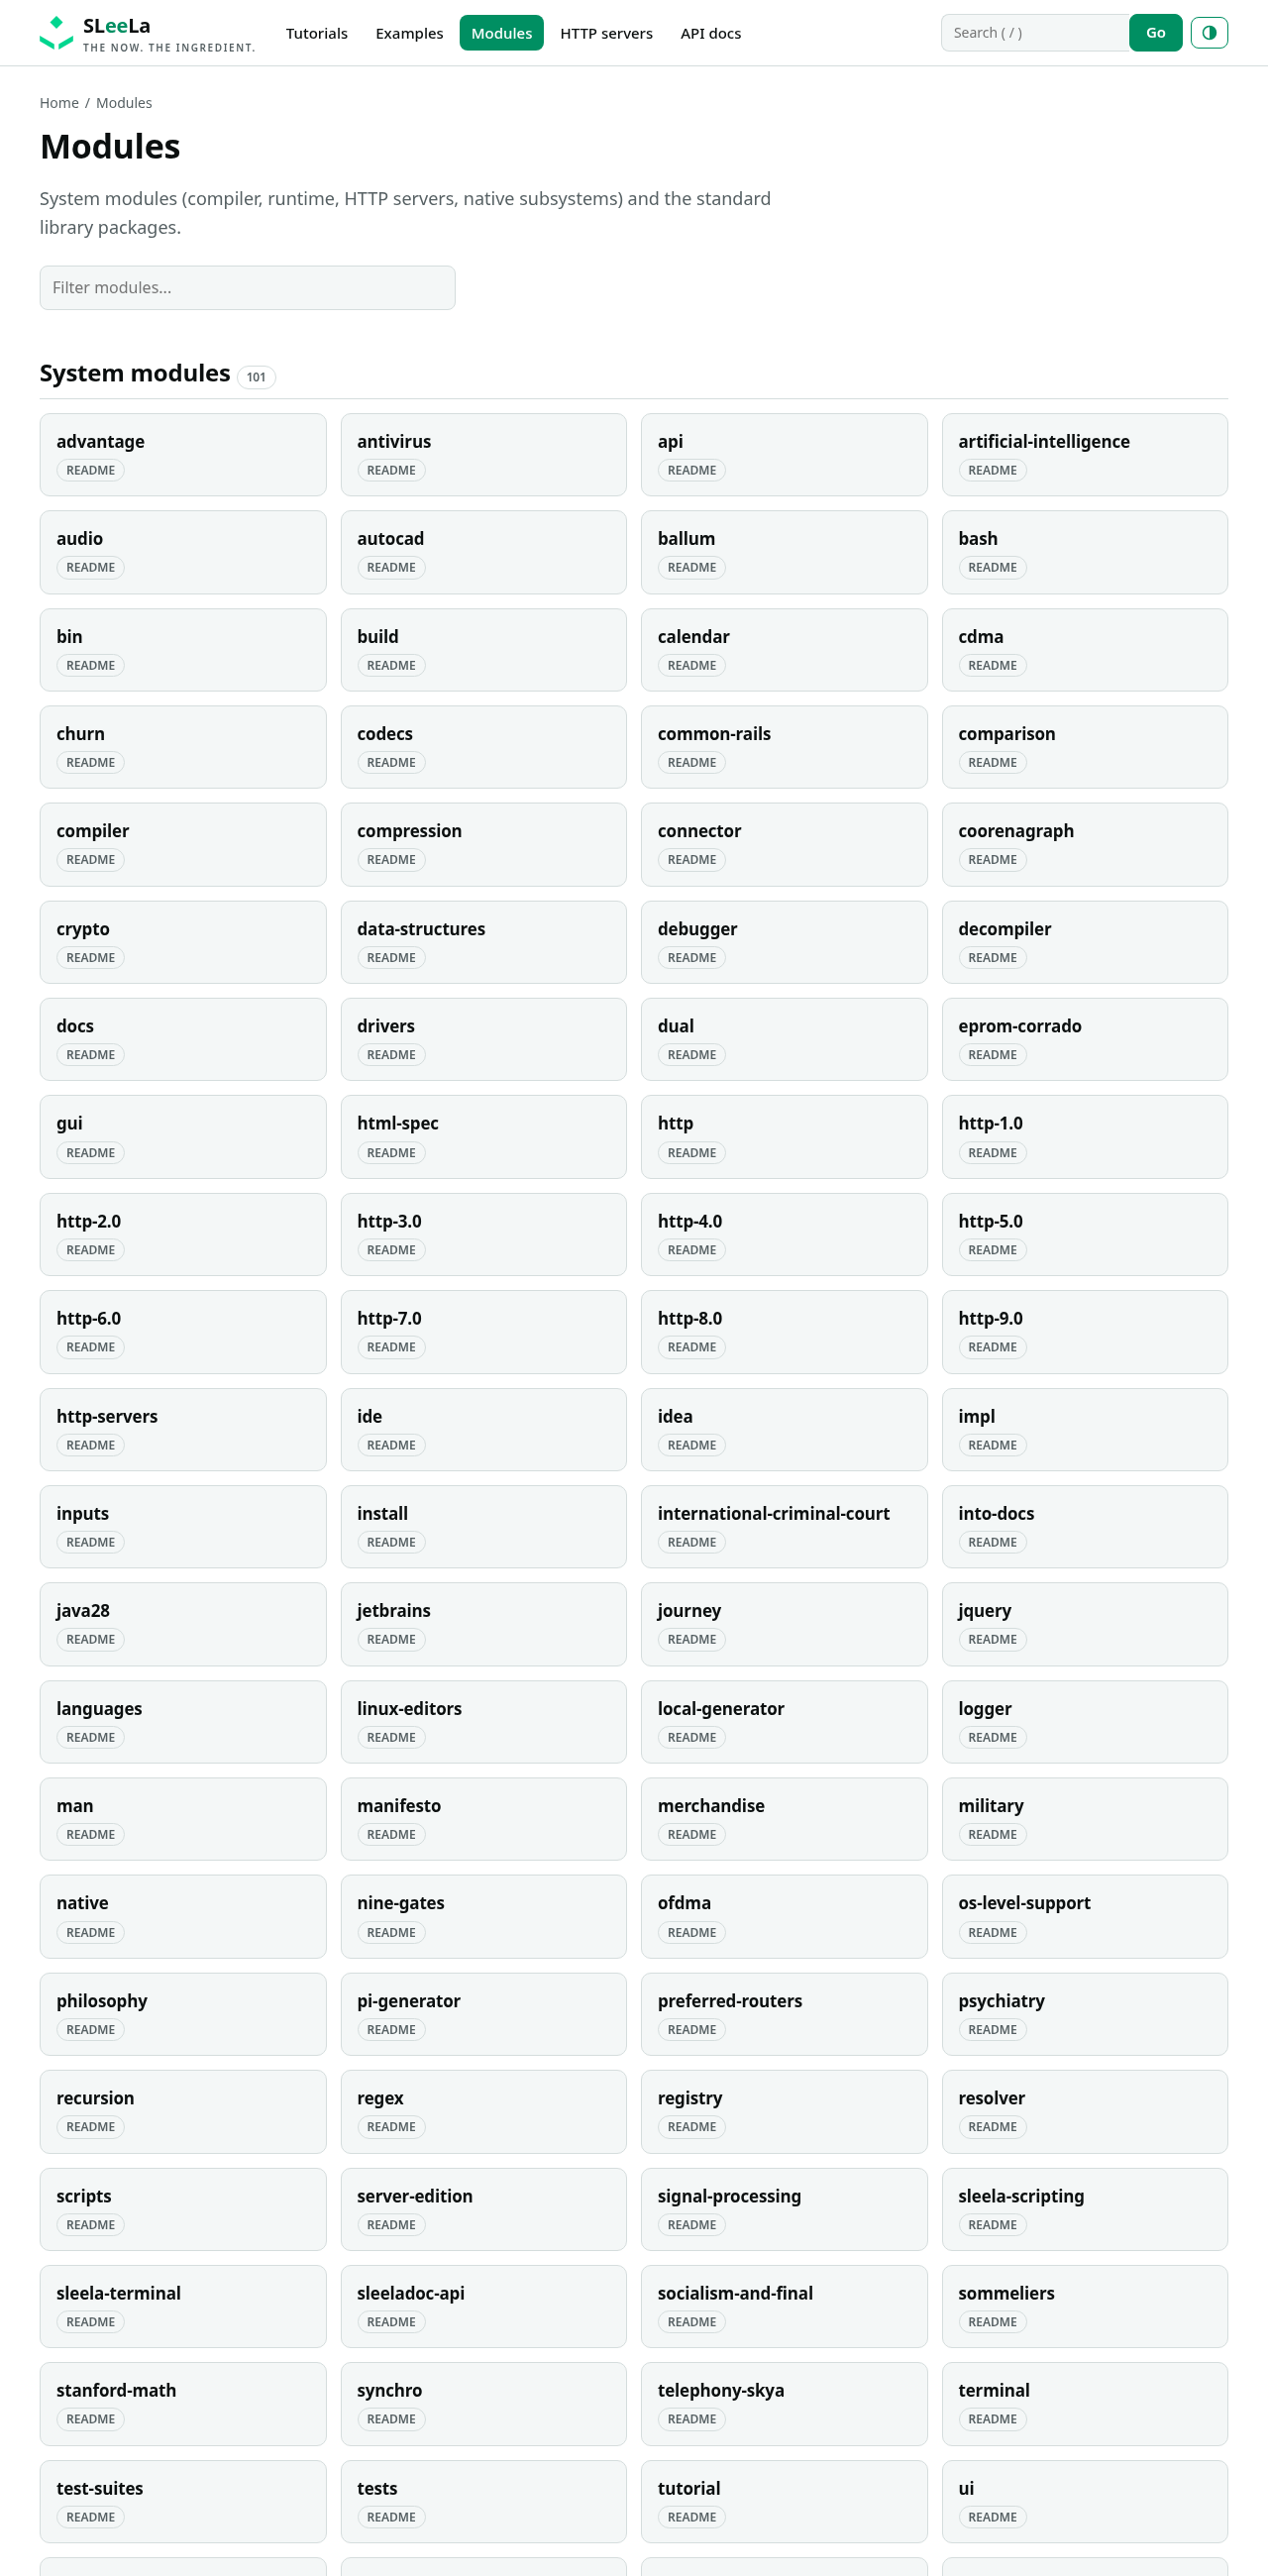 SLeeLa
THE NOW. THE INGREDIENT.
Tutorials Examples Modules HTTP servers API docs
Search ( / ) Go
Home / Modules
Modules
System modules (compiler, runtime, HTTP servers, native subsystems) and the standard
library packages.
Filter modules...
System modules 101
advantage antivirus api artificial-intelligence
README README README README
audio autocad ballum bash
README README README README
bin build calendar cdma
README README README README
churn codecs common-rails comparison
README README README README
compiler compression connector coorenagraph
README README README README
crypto data-structures debugger decompiler
README README README README
docs drivers dual eprom-corrado
README README README README
gui html-spec http http-1.0
README README README README
http-2.0 http-3.0 http-4.0 http-5.0
README README README README
http-6.0 http-7.0 http-8.0 http-9.0
README README README README
http-servers ide idea impl
README README README README
inputs install international-criminal-court into-docs
README README README README
java28 jetbrains journey jquery
README README README README
languages linux-editors local-generator logger
README README README README
man manifesto merchandise military
README README README README
native nine-gates ofdma os-level-support
README README README README
philosophy pi-generator preferred-routers psychiatry
README README README README
recursion regex registry resolver
README README README README
scripts server-edition signal-processing sleela-scripting
README README README README
sleela-terminal sleeladoc-api socialism-and-final sommeliers
README README README README
stanford-math synchro telephony-skya terminal
README README README README
test-suites tests tutorial ui
README README README README